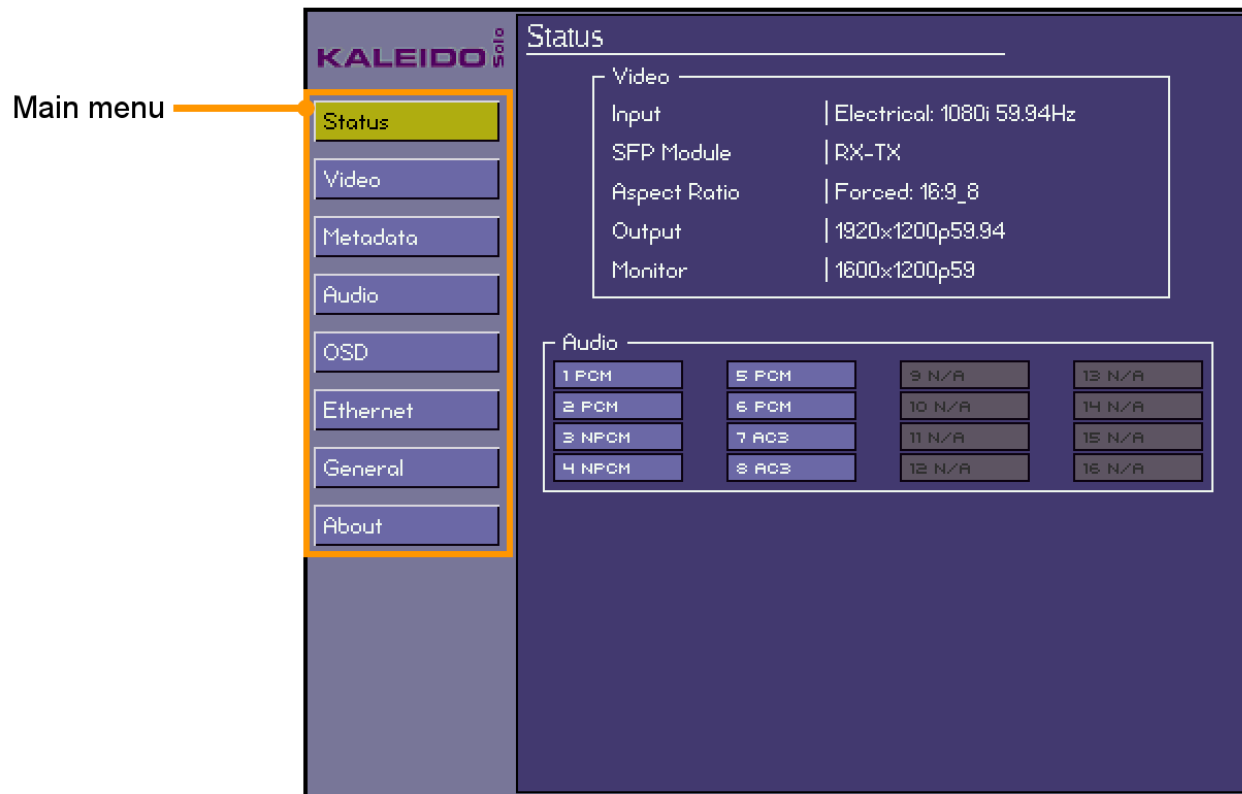 Main menu
KALEIDO Solo
Status
Video
Metadata
Audio
OSD
Ethernet
General
About
Status
Video
Input | Electrical: 1080i 59.94Hz
SFP Module | RX-TX
Aspect Ratio | Forced: 16:9_8
Output | 1920x1200p59.94
Monitor | 1600x1200p59
Audio
1 PCM 5 PCM 9 N/A 13 N/A
2 PCM 6 PCM 10 N/A 14 N/A
3 NPCM 7 AC3 11 N/A 15 N/A
4 NPCM 8 AC3 12 N/A 16 N/A